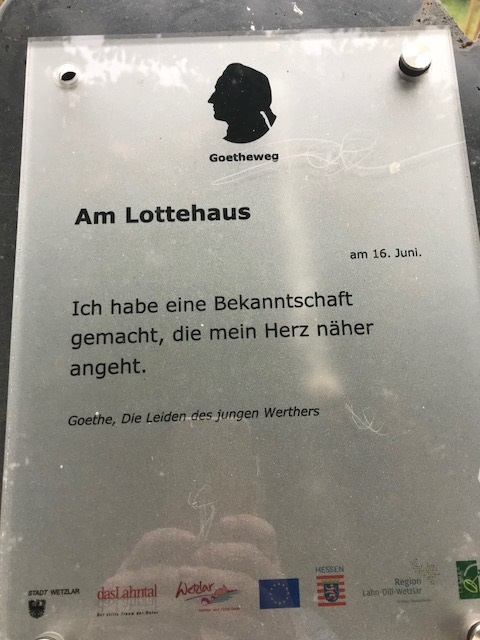 Goetheweg
Am Lottehaus
am 16. Juni.
Ich habe eine Bekanntschaft
gemacht, die mein Herz näher
angeht.
Goethe, Die Leiden des jungen Werthers
STADT WETZLAR
dasLahntal
Wetzlar
HESSEN
Region
Lahn-Dill-Wetzlar